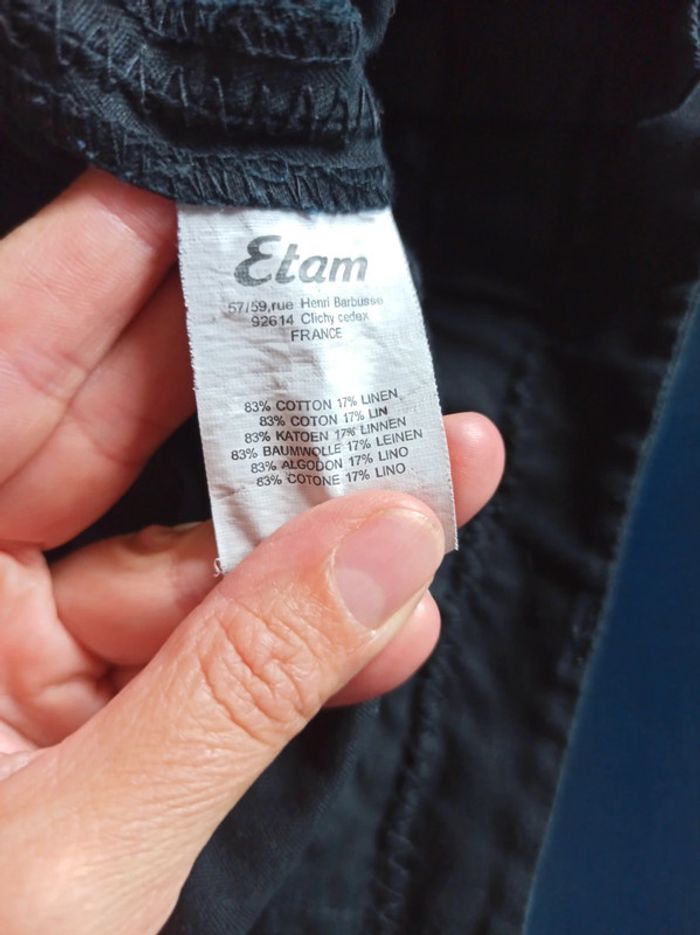 Etam
57/59,rue Henri Barbusse
92614 Clichy cedex
FRANCE
83% COTTON 17% LINEN
83% COTON 17% LIN
83% KATOEN 17% LINNEN
83% BAUMWOLLE 17% LEINEN
83% ALGODON 17% LINO
83% COTONE 17% LINO